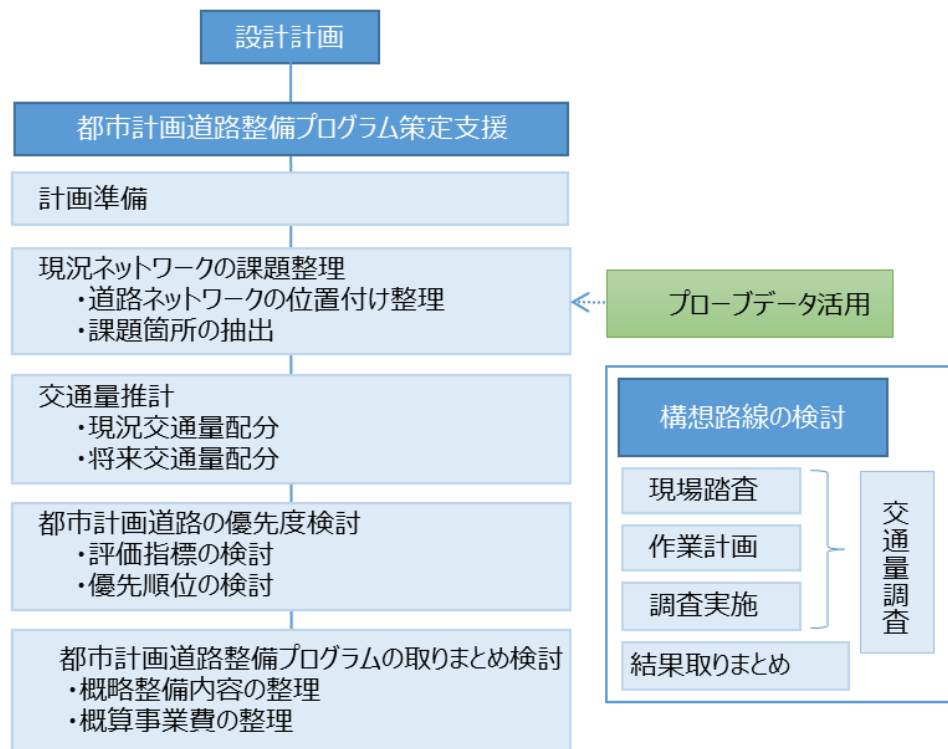 設計計画
都市計画道路整備プログラム策定支援
計画準備
現況ネットワークの課題整理
・道路ネットワークの位置付け整理
・課題箇所の抽出
プローブデータ活用
交通量推計
・現況交通量配分
・将来交通量配分
都市計画道路の優先度検討
・評価指標の検討
・優先順位の検討
都市計画道路整備プログラムの取りまとめ検討
・概略整備内容の整理
・概算事業費の整理
構想路線の検討
現場踏査
作業計画
調査実施
交通量調査
結果取りまとめ